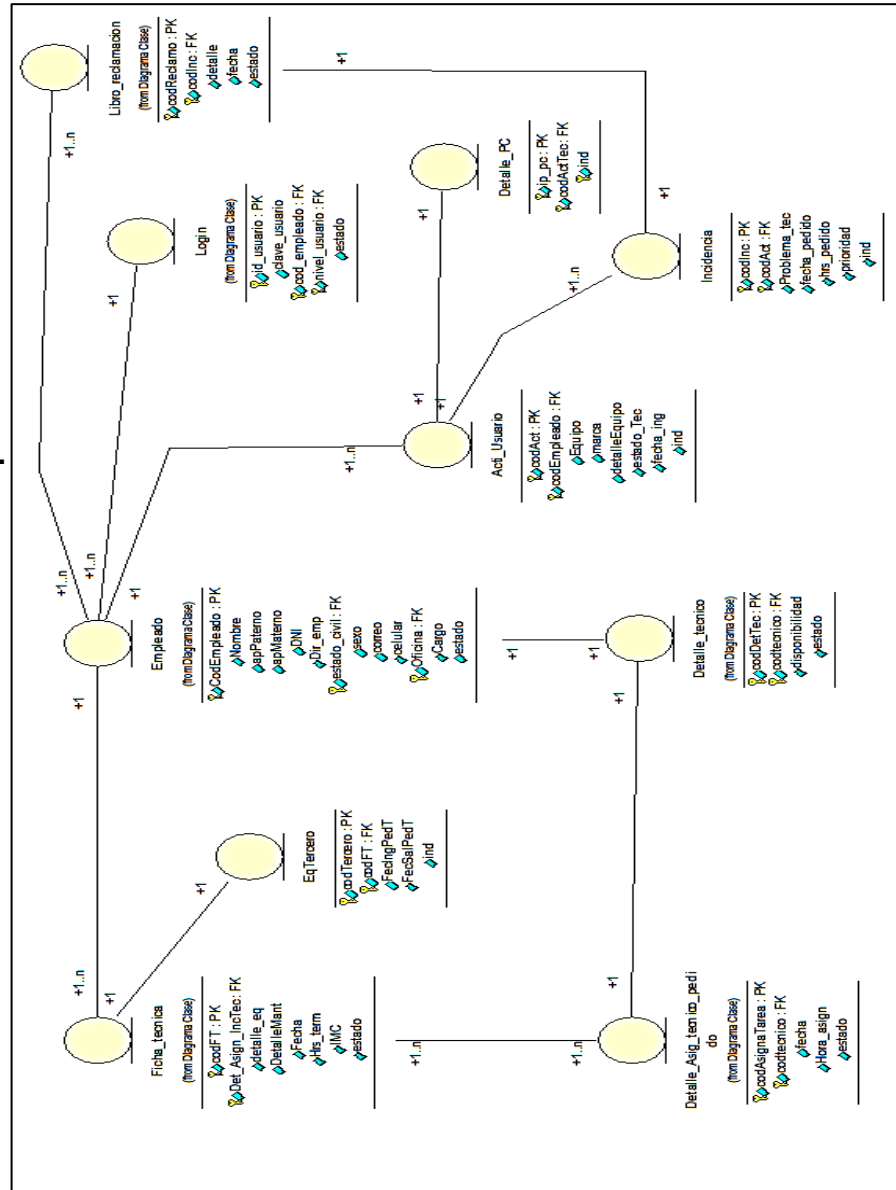 Libro_reclamacion
(from Diagrama Clase)
codReclamo : PK
codInc : FK
detalle
fecha
estado
+1..n
+1
Login
(from Diagrama Clase)
id_usuario : PK
clave_usuario
cod_empleado : FK
nivel_usuario : FK
estado
+1
Detalle_PC
ip_pc : PK
codActTec: FK
ind
+1
Incidencia
codInc : PK
codAct : FK
Problema_tec
fecha_pedido
hrs_pedido
prioridad
ind
+1
+1..n
Acti_Usuario
codAct : PK
codEmpleado : FK
Equipo
marca
detalleEquipo
estado_Tec
fecha_ing
ind
+1
+1
+1..n
Empleado
(from Diagrama Clase)
CodEmpleado : PK
Nombre
apPaterno
apMaterno
DNI
Dir_emp
estado_civil : FK
sexo
correo
celular
Oficina : FK
Cargo
estado
+1..n
+1..n
+1
+1
+1
Detalle_tecnico
(from Diagrama Clase)
codDetTec : PK
codtecnico : FK
disponibilidad
estado
+1
+1
EqTercero
codTercero : PK
codFT : FK
FecIngPedT
FecSalPedT
ind
+1
Ficha_tecnica
(from Diagrama Clase)
codFT : PK
Det_Asign_IncTec: FK
detalle_eq
DetalleMant
Fecha
Hrs_term
IMC
estado
+1..n
+1
+1..n
Detalle_Asig_tecnico_pedi
do
(from Diagrama Clase)
codAsignaTarea : PK
codtecnico : FK
fecha
Hora_asign
estado
+1..n
+1